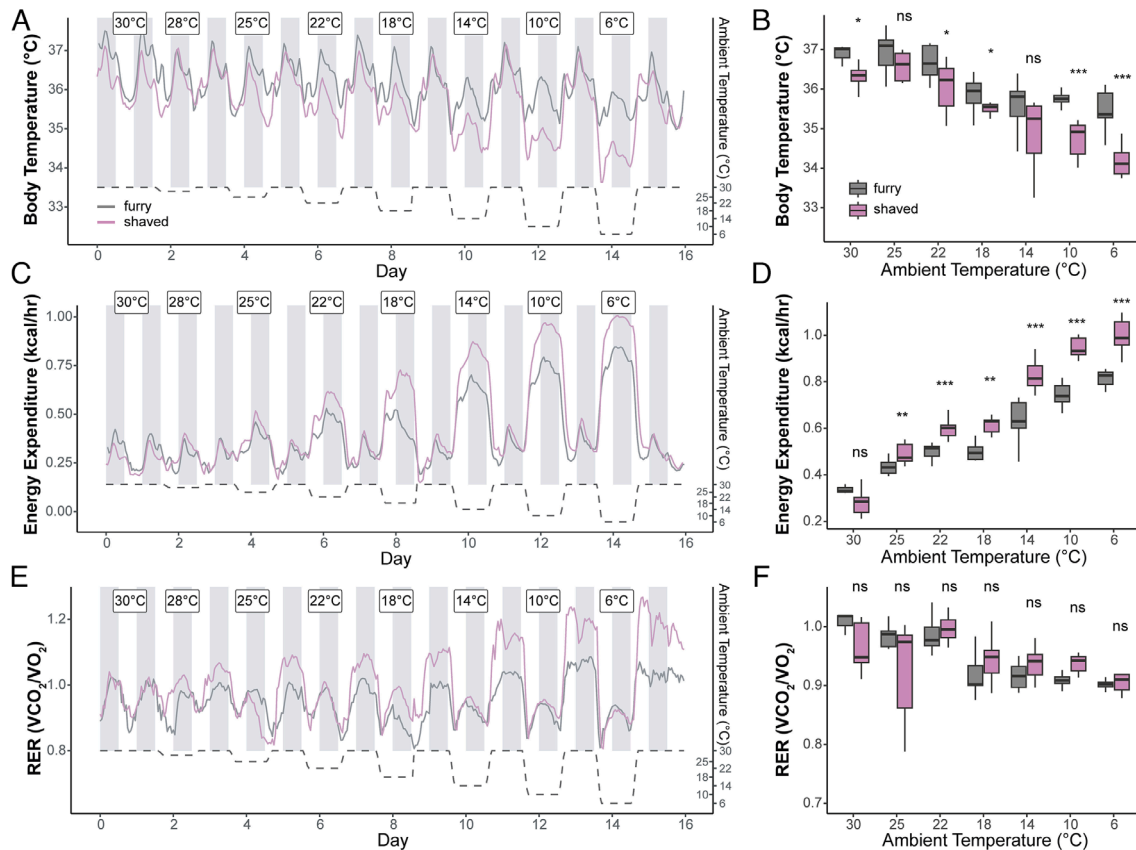 A
30°C 28°C 25°C 22°C 18°C 14°C 10°C 6°C
Body Temperature (°C)
37
36
35
34
33
furry
shaved
Ambient Temperature (°C)
30
25
22
18
14
10
6
0 2 4 6 8 10 12 14 16
Day
B
* ns * * ns *** ***
Body Temperature (°C)
37
36
35
34
33
furry
shaved
30 25 22 18 14 10 6
Ambient Temperature (°C)
C
30°C 28°C 25°C 22°C 18°C 14°C 10°C 6°C
Energy Expenditure (kcal/hr)
1.00
0.75
0.50
0.25
0.00
Ambient Temperature (°C)
30
25
22
18
14
10
6
0 2 4 6 8 10 12 14 16
Day
D
ns ** *** ** *** *** ***
Energy Expenditure (kcal/hr)
1.0
0.8
0.6
0.4
0.2
30 25 22 18 14 10 6
Ambient Temperature (°C)
E
30°C 28°C 25°C 22°C 18°C 14°C 10°C 6°C
RER (VCO₂/VO₂)
1.2
1.0
0.8
Ambient Temperature (°C)
30
22
18
14
10
6
0 2 4 6 8 10 12 14 16
Day
F
ns ns ns ns ns ns ns
RER (VCO₂/VO₂)
1.0
0.9
0.8
0.7
30 25 22 18 14 10 6
Ambient Temperature (°C)